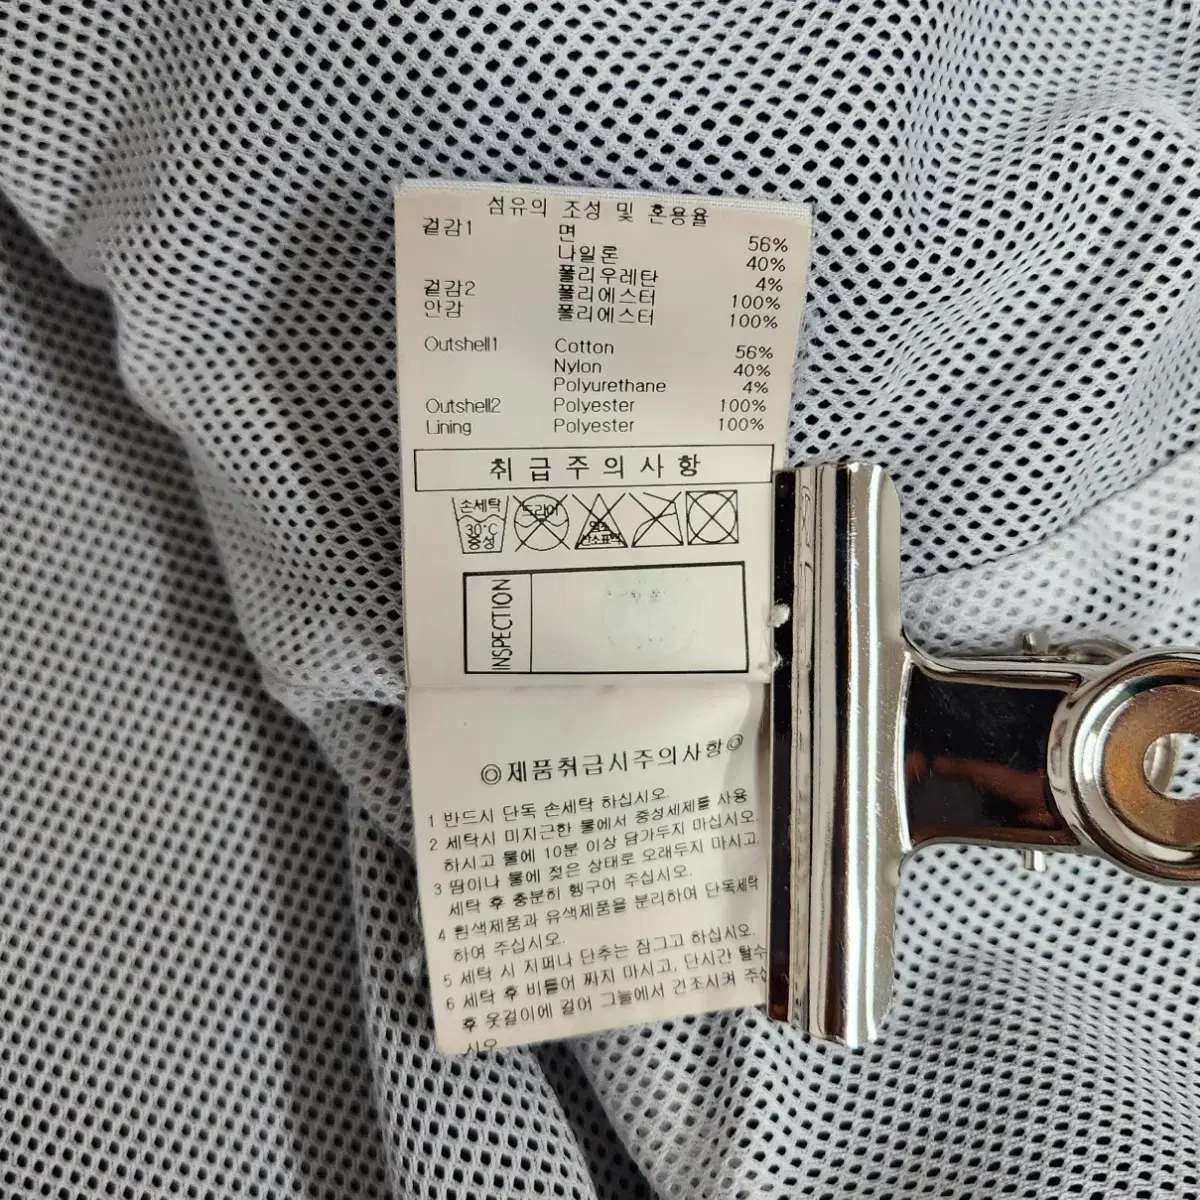 섬유의 조성 및 혼용율
겉감1 면 56%
나일론 40%
폴리우레탄 4%
겉감2 폴리에스터 100%
안감 폴리에스터 100%
Outshell1 Cotton 56%
Nylon 40%
Polyurethane 4%
Outshell2 Polyester 100%
Lining Polyester 100%
취급주의사항
손세탁 30°C 중성
드라이
염소 산소표백
INSPECTION
◎제품취급시주의사항◎
1 반드시 단독 손세탁 하십시오.
2 세탁시 미지근한 물에서 중성세제를 사용
하시고 물에 10분 이상 담가두지 마십시오.
3 땀이나 물에 젖은 상태로 오래두지 마시고,
세탁 후 충분히 헹구어 주십시오.
4 흰색제품과 유색제품을 분리하여 단독세탁
하여 주십시오.
5 세탁 시 지퍼나 단추는 잠그고 하십시오.
6 세탁 후 비틀어 짜지 마시고, 단시간 탈수
후 옷걸이에 걸어 그늘에서 건조시켜 주십
시오